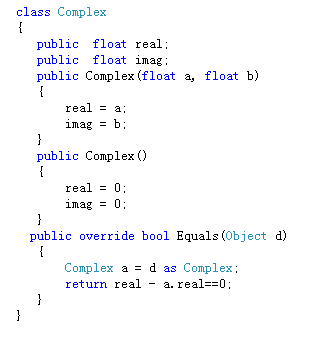 class Complex
{
public  float real;
public  float imag;
public Complex(float a, float b)
{
real = a;
imag = b;
}
public Complex()
{
real = 0;
imag = 0;
}
public override bool Equals(Object d)
{
Complex a = d as Complex;
return real - a.real==0;
}
}